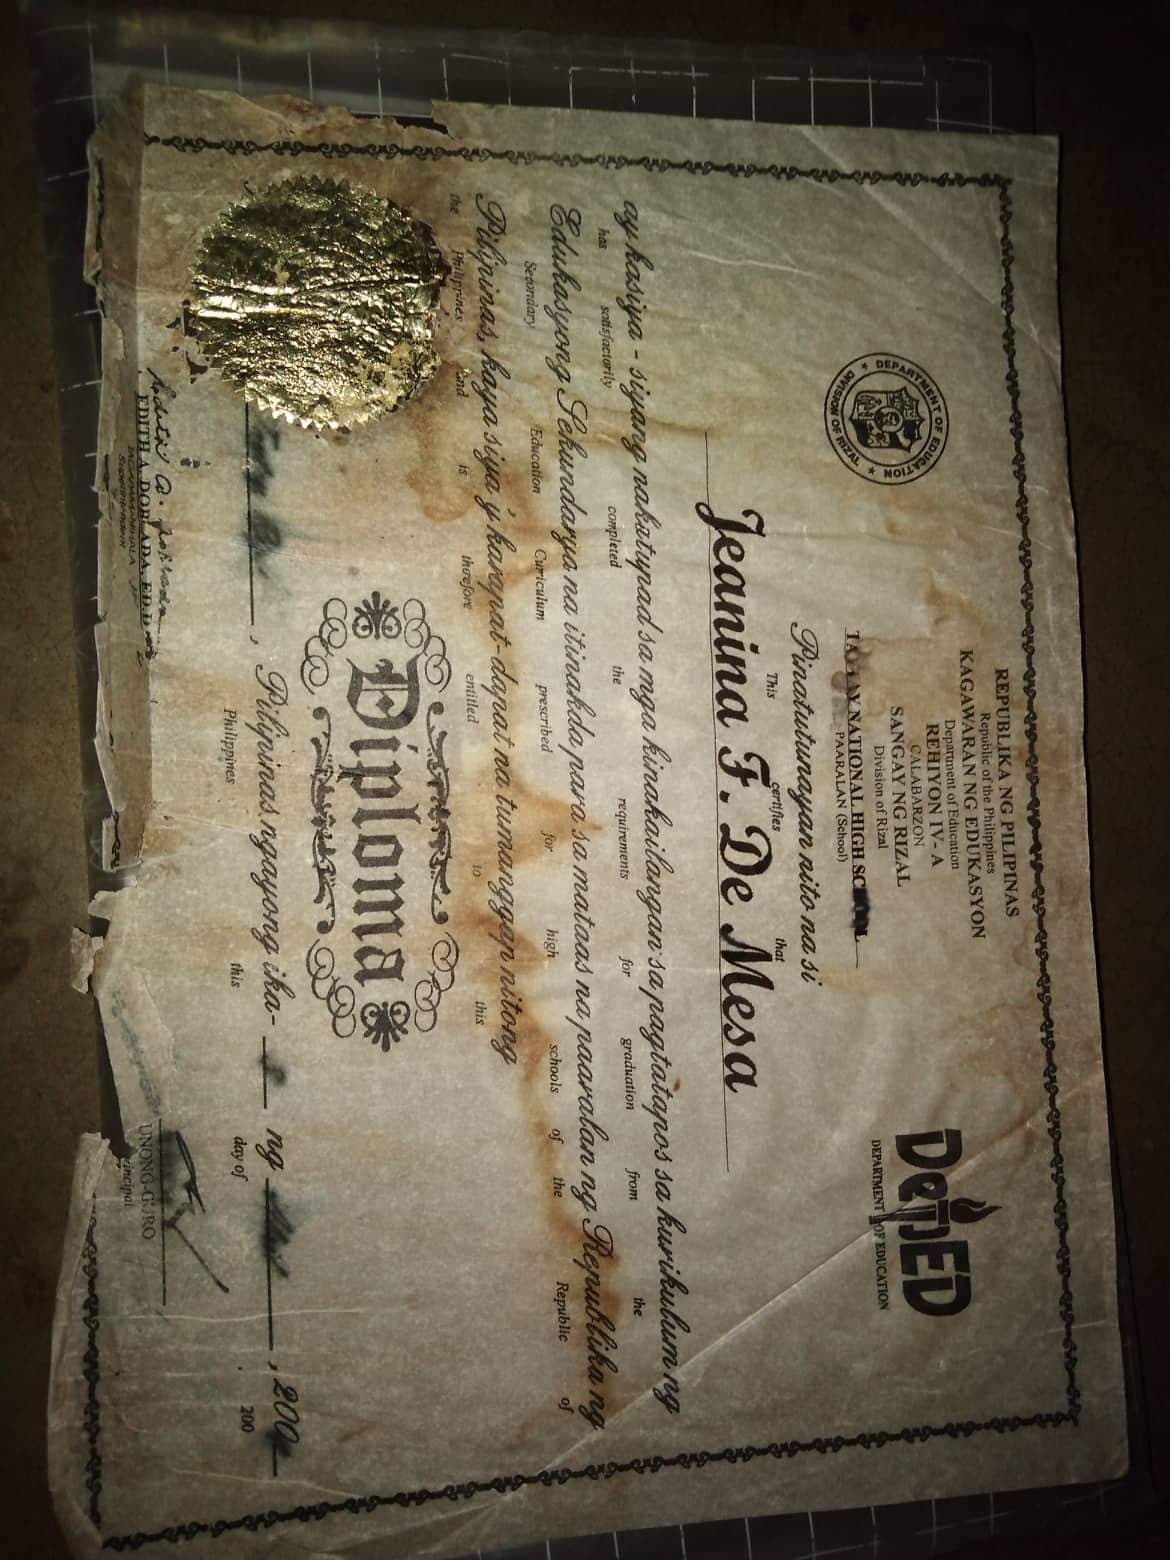 REPUBLIKA NG PILIPINAS
Republic of the Philippines
KAGAWARAN NG EDUKASYON
Department of Education
REHIYON IV - A
CALABARZON
SANGAY NG RIZAL
Division of Rizal
DEPARTMENT OF EDUCATION ★ DIVISION OF RIZAL ★
DepED
DEPARTMENT OF EDUCATION
NATIONAL HIGH SCHOOL
PAARALAN (School)
Pinatutunayan nito na si
This certifies that
Jeanina F. De Mesa
ay kasiya - siyang nakatupad sa mga kinakailangan sa pagtatapos sa kurikulum ng
has satisfactorily completed the requirements for graduation from the
Edukasyong Sekundarya na itinakda para sa mataas na paaralan ng Republika ng
Secondary Education Curriculum prescribed for high schools of the Republic of
Pilipinas, kaya siya'y karapat-dapat na tumanggap nitong
the Philippines and is therefore entitled to this
Diploma
, Pilipinas ngayong ika- ng , 200
Philippines this day of 200
EDITHA DOBLADA, ED.D
Superintendent
PUNONG-GURO
Principal